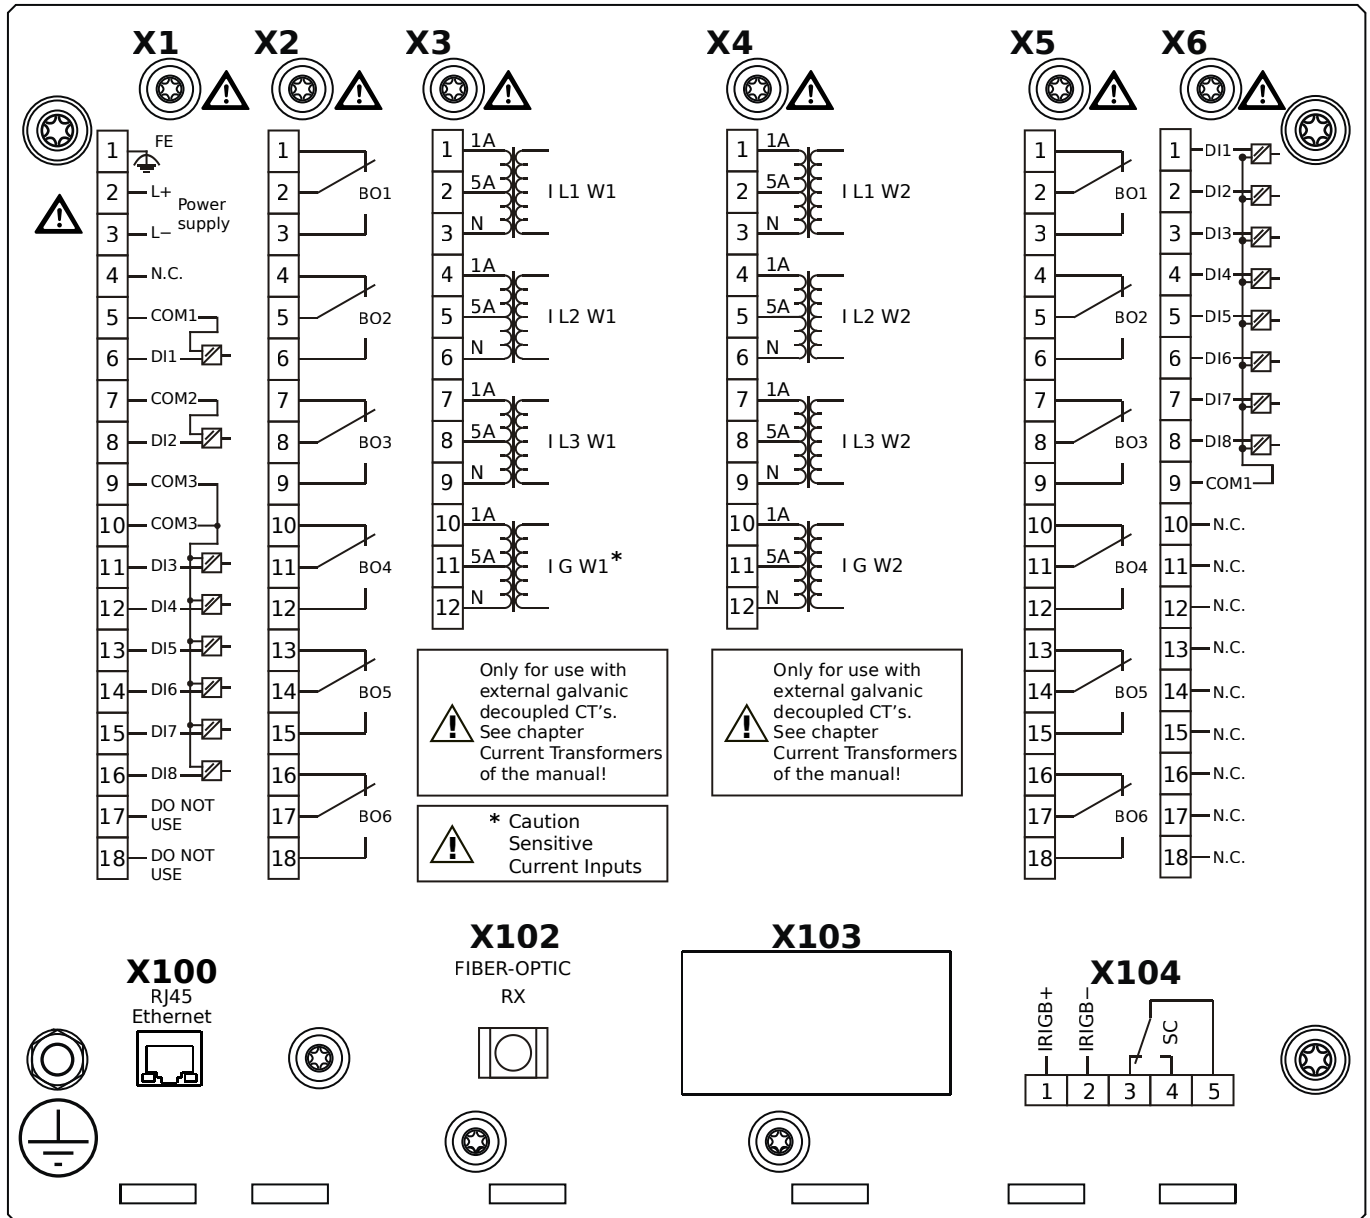 X1
X2
X3
X4
X5
X6
1 FE
2 L+ Power
3 L− supply
4 N.C.
5 COM1
6 DI1
7 COM2
8 DI2
9 COM3
10 COM3
11 DI3
12 DI4
13 DI5
14 DI6
15 DI7
16 DI8
17 DO NOT
USE
18 DO NOT
USE
1
2 BO1
3
4
5 BO2
6
7
8 BO3
9
10
11 BO4
12
13
14 BO5
15
16
17 BO6
18
1 1A
2 5A I L1 W1
3 N
4 1A
5 5A I L2 W1
6 N
7 1A
8 5A I L3 W1
9 N
10 1A
11 5A I G W1*
12 N
Only for use with
external galvanic
decoupled CT's.
See chapter
Current Transformers
of the manual!
* Caution
Sensitive
Current Inputs
1 1A
2 5A I L1 W2
3 N
4 1A
5 5A I L2 W2
6 N
7 1A
8 5A I L3 W2
9 N
10 1A
11 5A I G W2
12 N
Only for use with
external galvanic
decoupled CT's.
See chapter
Current Transformers
of the manual!
1
2 BO1
3
4
5 BO2
6
7
8 BO3
9
10
11 BO4
12
13
14 BO5
15
16
17 BO6
18
1 DI1
2 DI2
3 DI3
4 DI4
5 DI5
6 DI6
7 DI7
8 DI8
9 COM1
10 N.C.
11 N.C.
12 N.C.
13 N.C.
14 N.C.
15 N.C.
16 N.C.
17 N.C.
18 N.C.
X100
RJ45
Ethernet
X102
FIBER-OPTIC
RX
X103
X104
IRIGB+
IRIGB−
SC
1 2 3 4 5